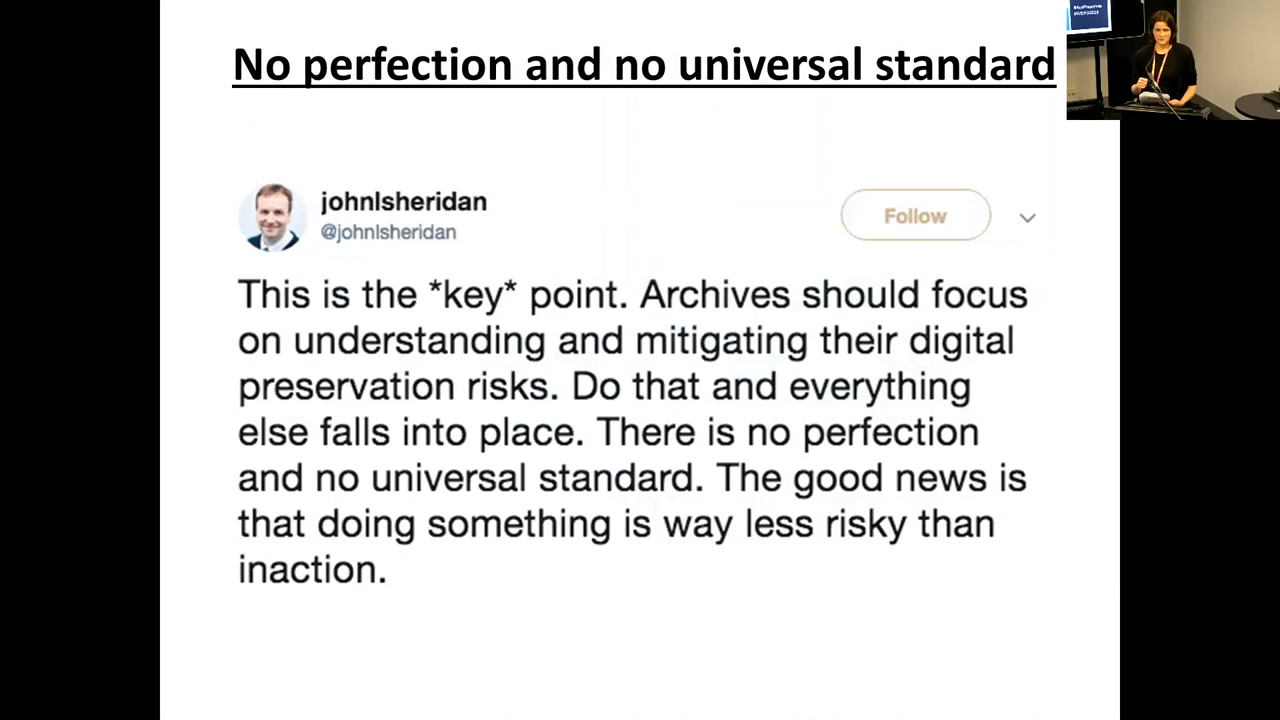 No perfection and no universal standard
johnlsheridan
@johnlsheridan
Follow
This is the *key* point. Archives should focus
on understanding and mitigating their digital
preservation risks. Do that and everything
else falls into place. There is no perfection
and no universal standard. The good news is
that doing something is way less risky than
inaction.